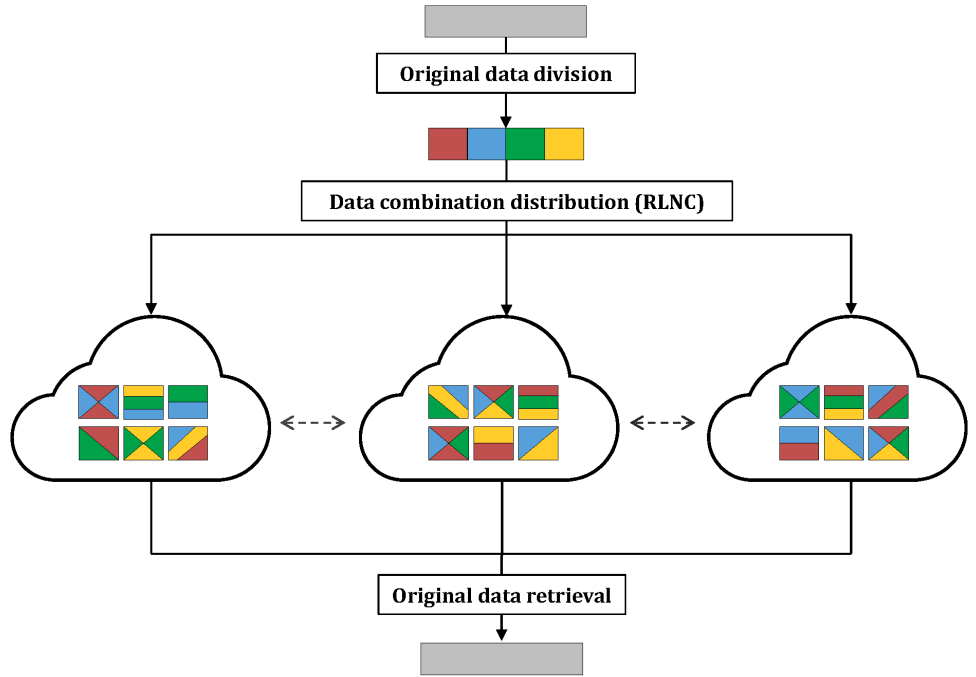 Original data division
Data combination distribution (RLNC)
Original data retrieval